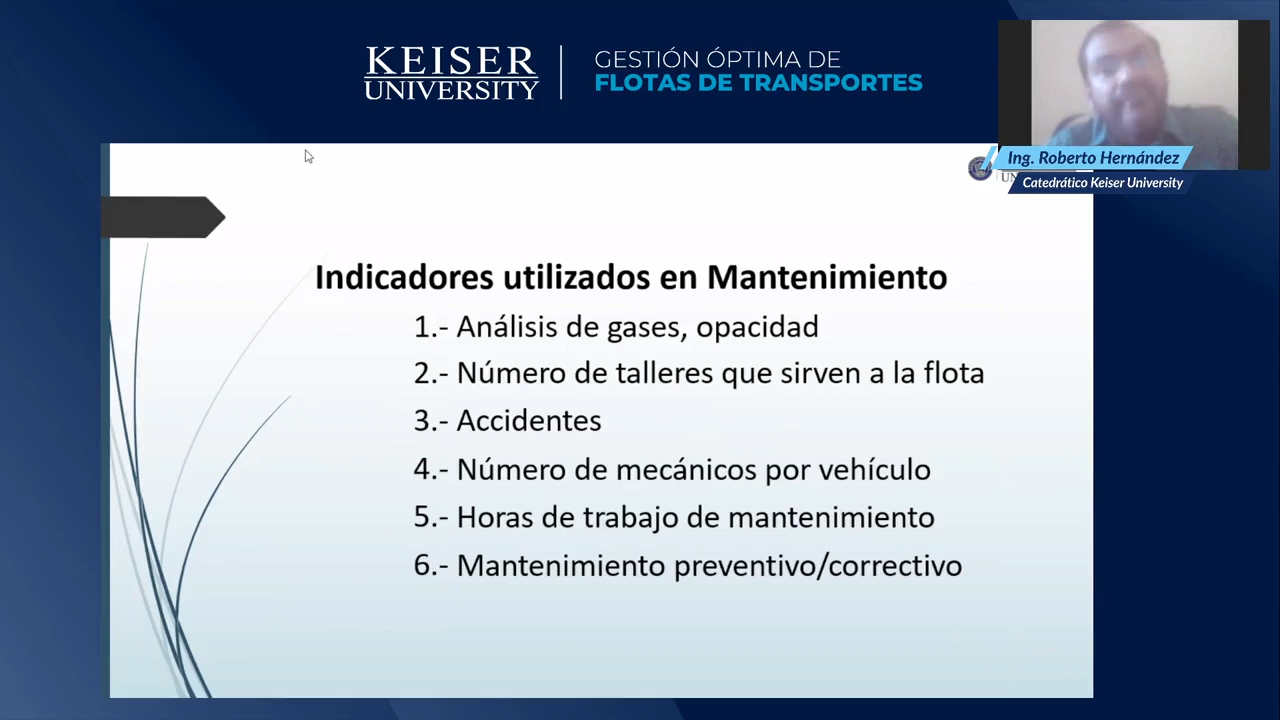 KEISER
UNIVERSITY
GESTIÓN ÓPTIMA DE
FLOTAS DE TRANSPORTES
Ing. Roberto Hernández
Catedrático Keiser University
Indicadores utilizados en Mantenimiento
1.- Análisis de gases, opacidad
2.- Número de talleres que sirven a la flota
3.- Accidentes
4.- Número de mecánicos por vehículo
5.- Horas de trabajo de mantenimiento
6.- Mantenimiento preventivo/correctivo